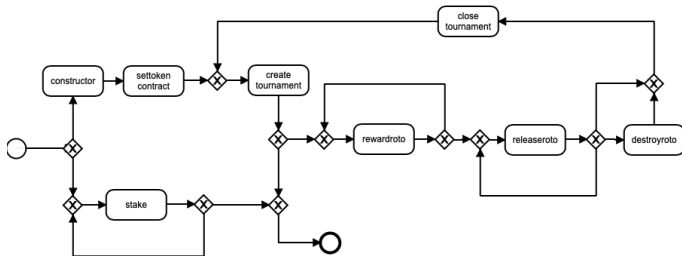 close
tournament
constructor
settoken
contract
create
tournament
rewardroto
releaseroto
destroyroto
stake